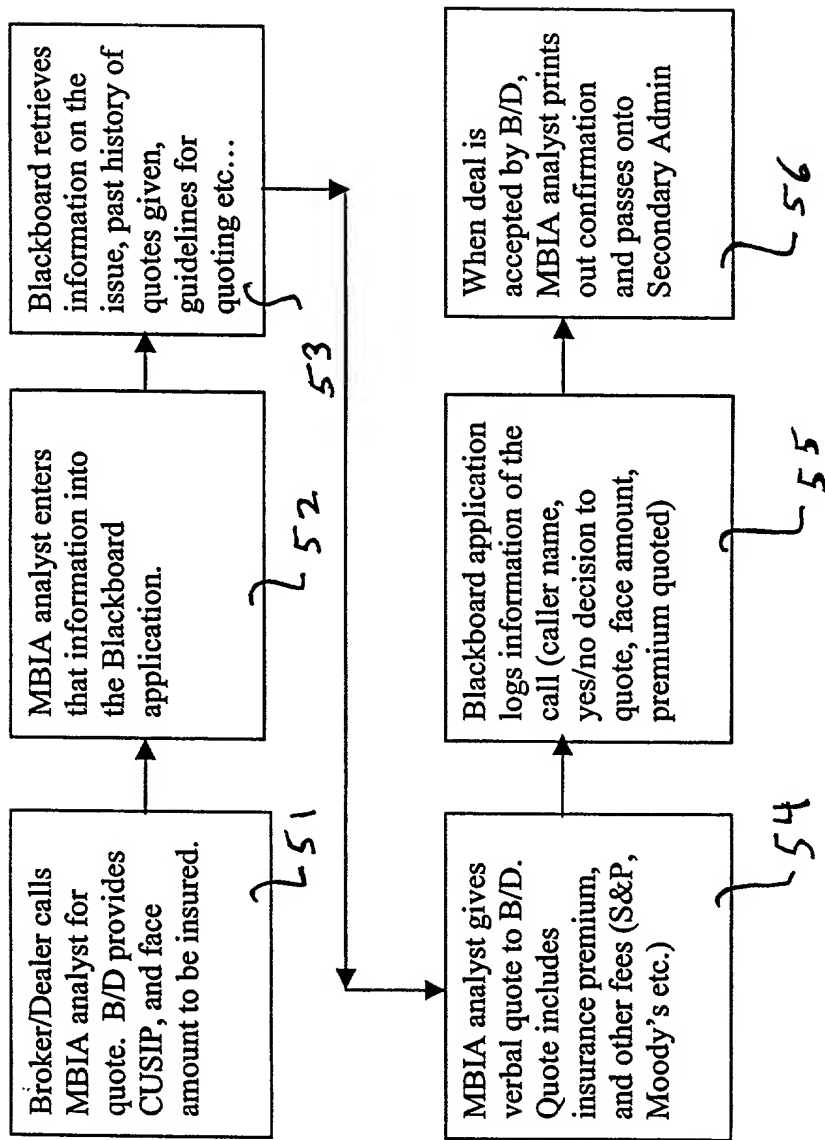 Broker/Dealer calls
MBIA analyst for
quote. B/D provides
CUSIP, and face
amount to be insured.
51
MBIA analyst enters
that information into
the Blackboard
application.
52
Blackboard retrieves
information on the
issue, past history of
quotes given,
guidelines for
quoting etc...
53
MBIA analyst gives
verbal quote to B/D.
Quote includes
insurance premium,
and other fees (S&P,
Moody's etc.)
54
Blackboard application
logs information of the
call (caller name,
yes/no decision to
quote, face amount,
premium quoted)
55
When deal is
accepted by B/D,
MBIA analyst prints
out confirmation
and passes onto
Secondary Admin
56